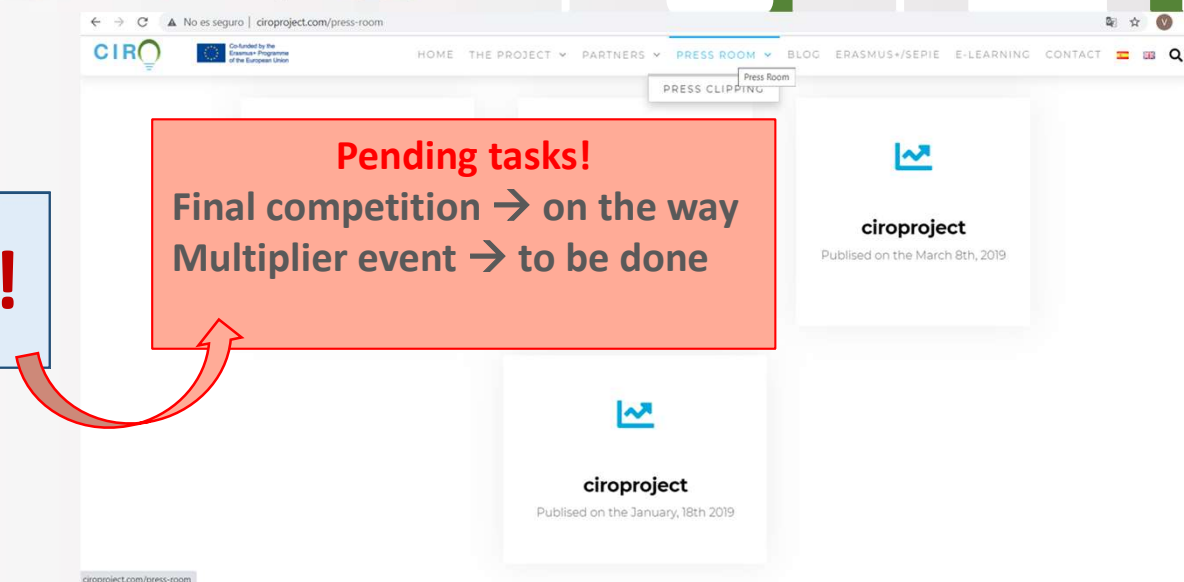 No es seguro | ciroproject.com/press-room
V
CIRO
Co-funded by the
Erasmus+ Programme
of the European Union
HOME THE PROJECT PARTNERS PRESS ROOM BLOG ERASMUS+/SEPIE E-LEARNING CONTACT
Press Room
PRESS CLIPPING
Pending tasks!
Final competition → on the way
Multiplier event → to be done
!
ciroproject
Publised on the March 8th, 2019
ciroproject
Publised on the January, 18th 2019
ciroproject.com/press-room